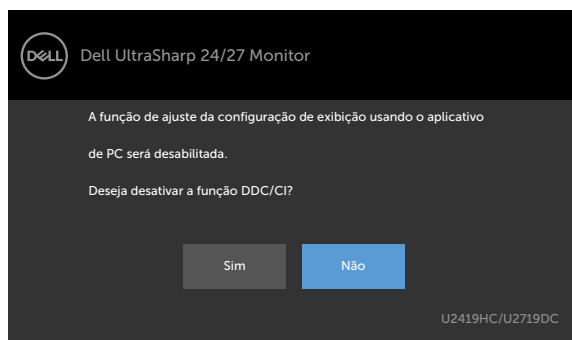 DELL
Dell UltraSharp 24/27 Monitor
A função de ajuste da configuração de exibição usando o aplicativo
de PC será desabilitada.
Deseja desativar a função DDC/CI?
Sim Não
U2419HC/U2719DC